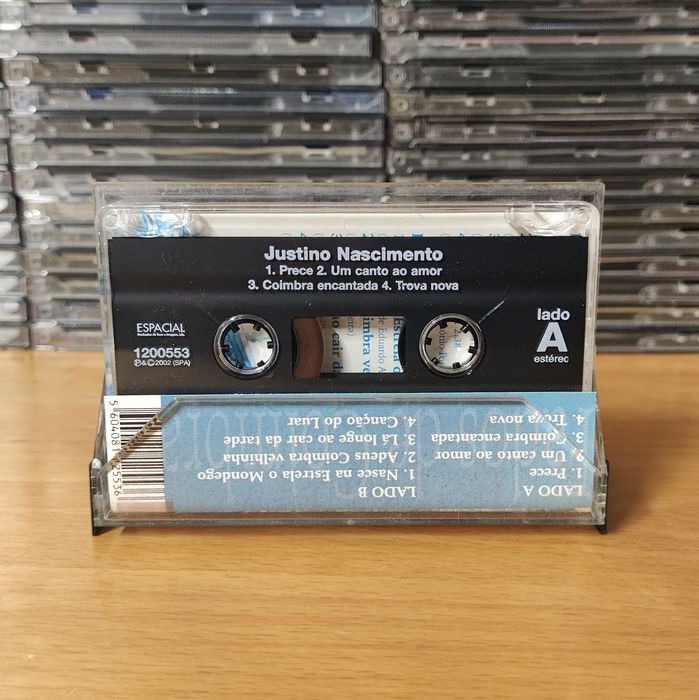 Justino Nascimento
1. Prece 2. Um canto ao amor
3. Coimbra encantada 4. Trova nova
ESPACIAL
1200553
℗&©2002 (SPA)
lado
A
estéreo
LADO A
1. Prece
2. Um canto ao amor
3. Coimbra encantada
4. Trova nova
LADO B
1. Nasce na Estrela o Mondego
2. Adeus Coimbra velhinha
3. Lá longe ao cair da tarde
4. Canção do Luar